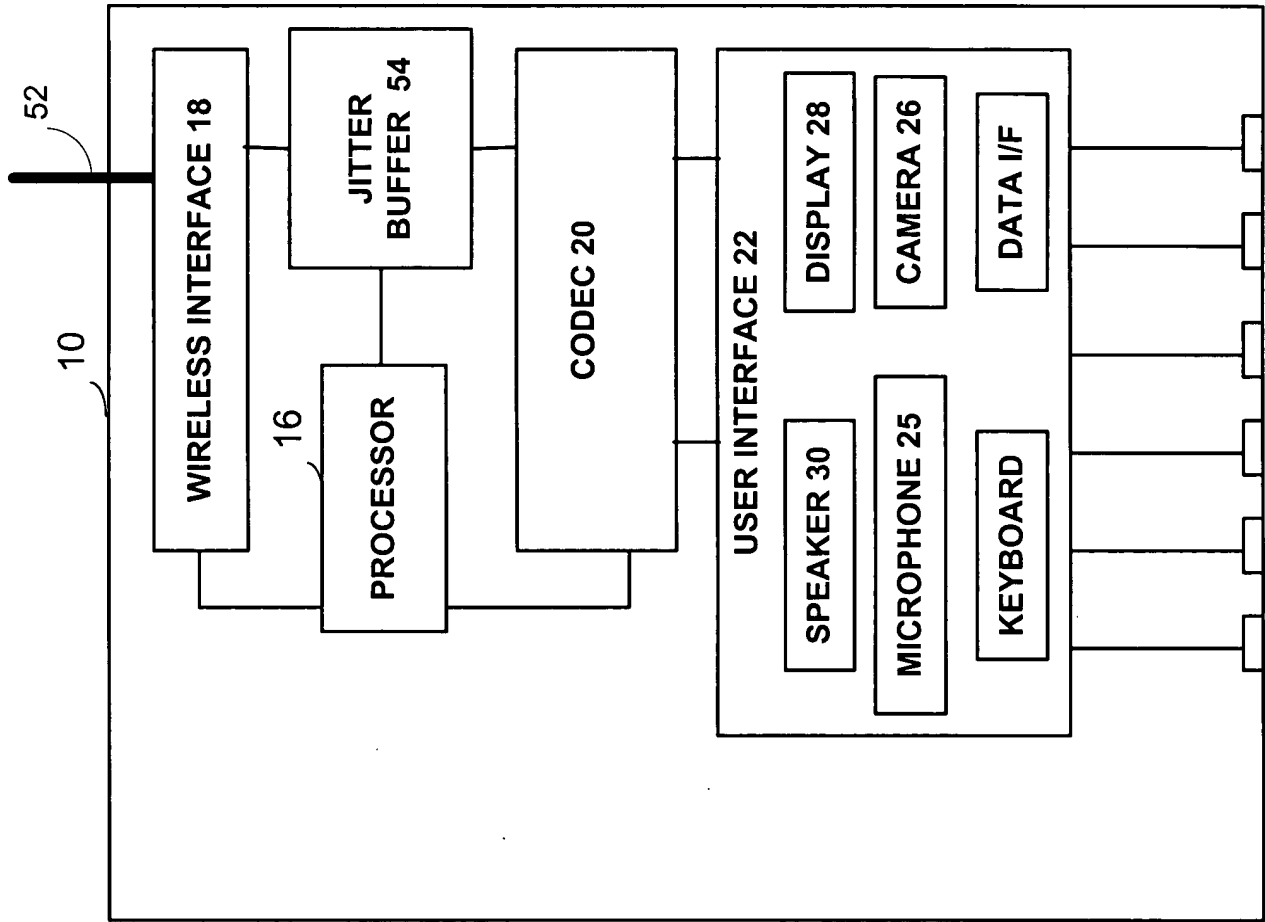 52
10
WIRELESS INTERFACE 18
JITTER
BUFFER 54
16
PROCESSOR
CODEC 20
USER INTERFACE 22
SPEAKER 30
DISPLAY 28
MICROPHONE 25
CAMERA 26
KEYBOARD
DATA I/F